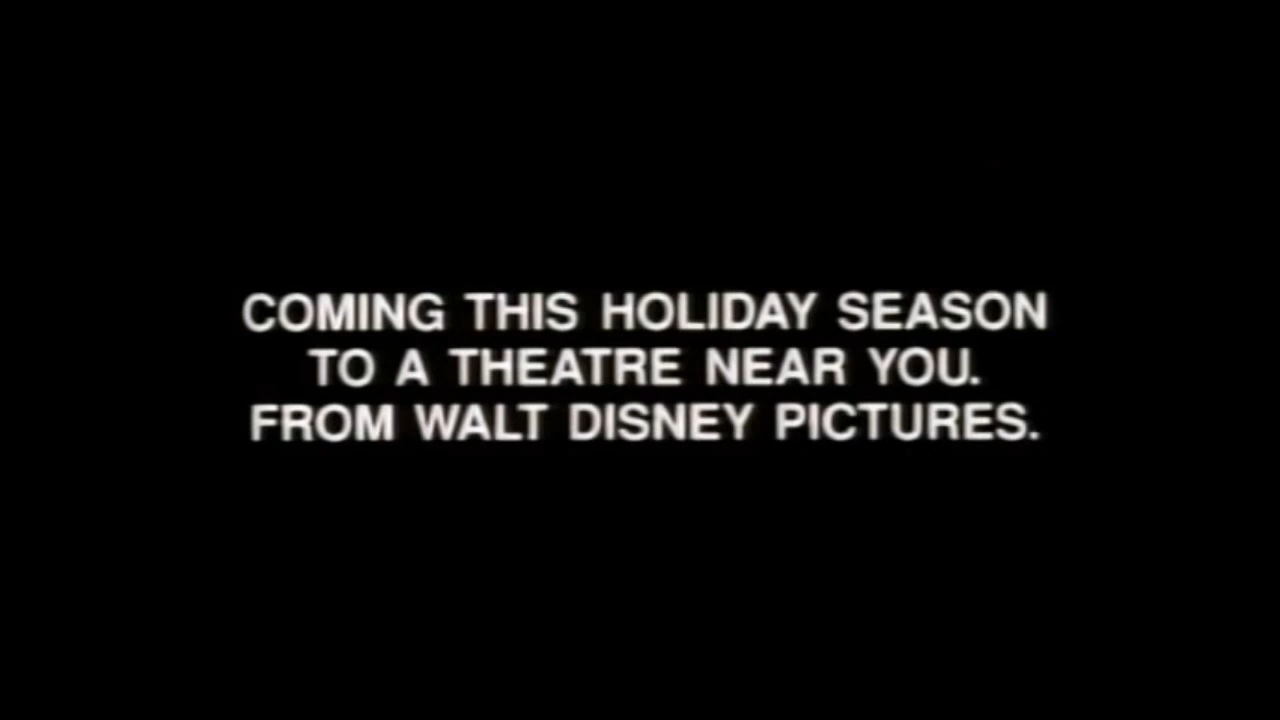 COMING THIS HOLIDAY SEASON
TO A THEATRE NEAR YOU.
FROM WALT DISNEY PICTURES.